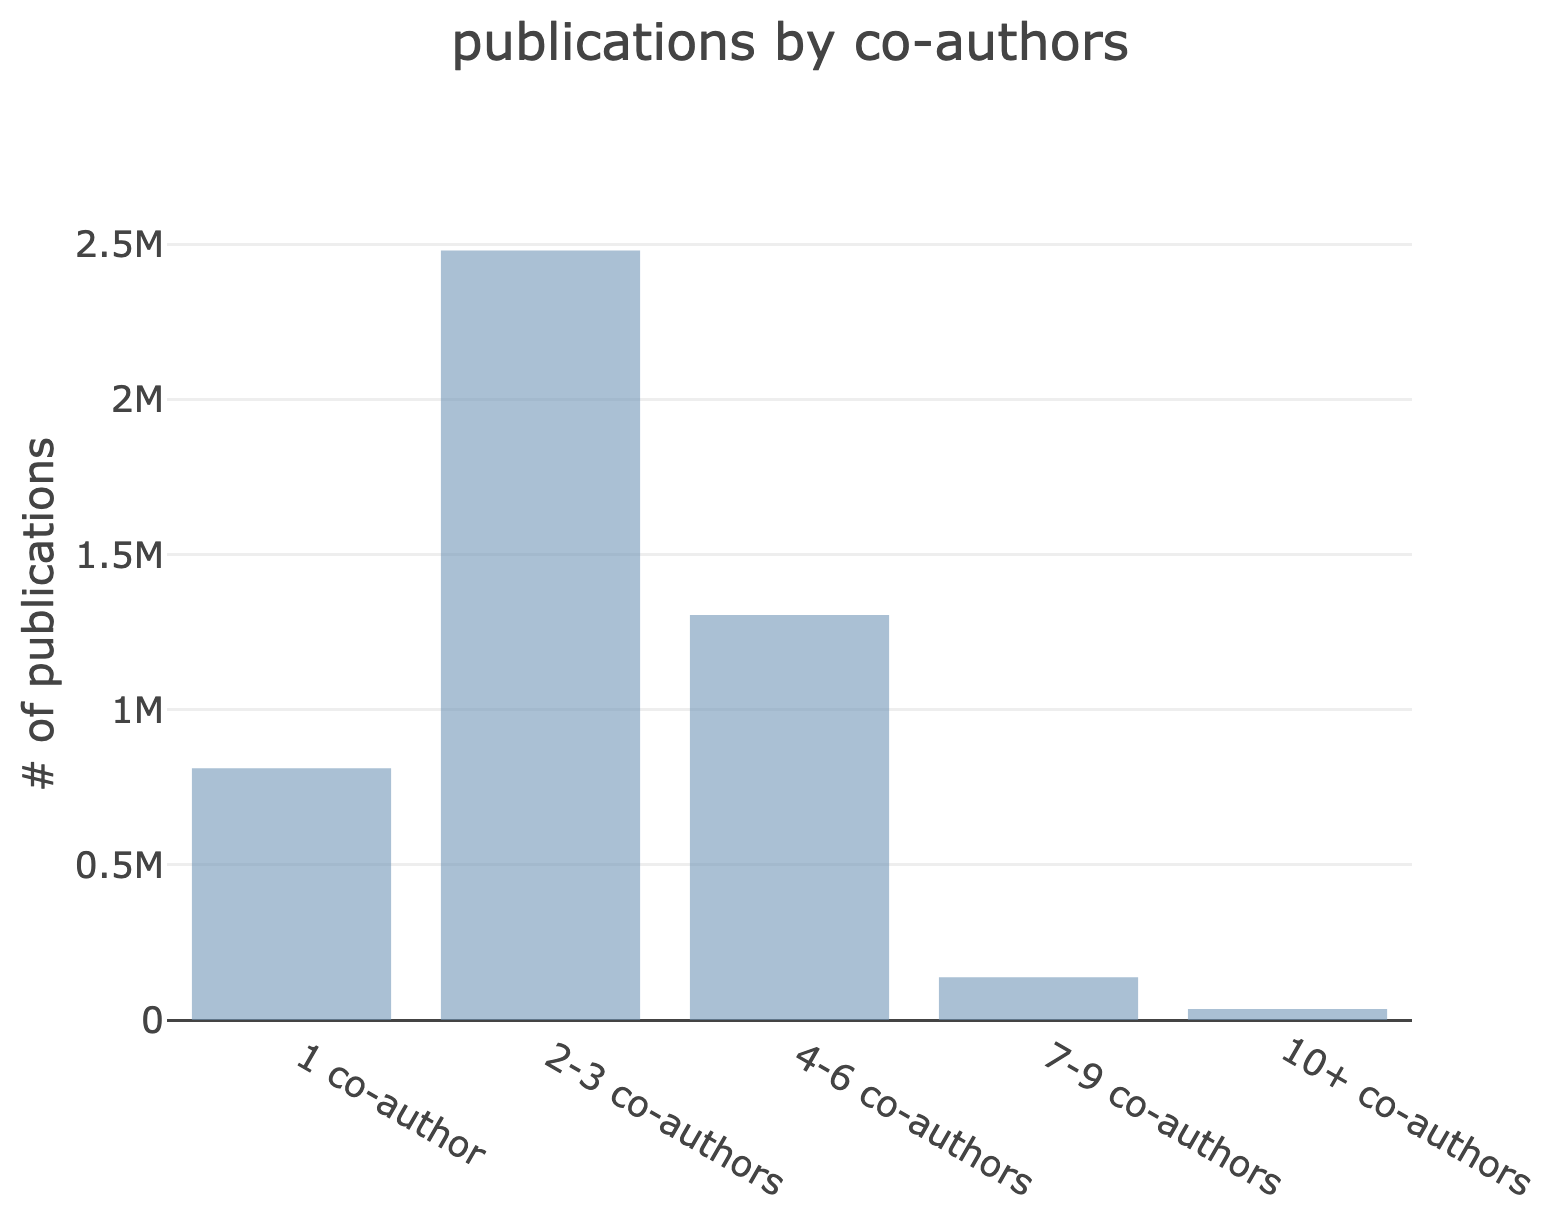 publications by co-authors
# of publications
2.5M
2M
1.5M
1M
0.5M
0
1 co-author
2-3 co-authors
4-6 co-authors
7-9 co-authors
10+ co-authors